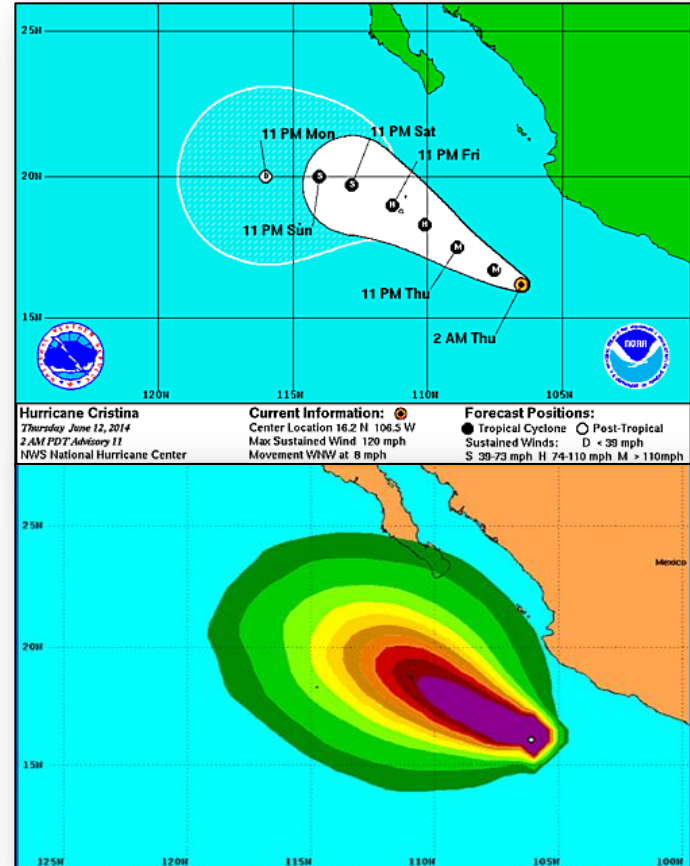 25N
11 PM Mon
11 PM Sat
11 PM Fri
20N
D
S
S
H
11 PM Sun
H
M
11 PM Thu
M
15N
2 AM Thu
NOAA
120W
115W
110W
105W
Hurricane Cristina
Thursday June 12, 2014
2 AM PDT Advisory 11
NWS National Hurricane Center
Current Information:
Center Location 16.2 N 106.5 W
Max Sustained Wind 120 mph
Movement WNW at 8 mph
Forecast Positions:
Tropical Cyclone Post-Tropical
Sustained Winds: D < 39 mph
S 39-73 mph H 74-110 mph M > 110mph
25N
Mexico
20N
15N
125W
120W
115W
110W
105W
100W